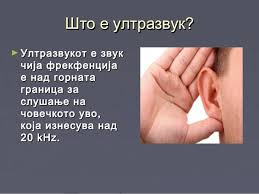 Што е ултразвук?
► Ултразвукот е звук
чија фрекфенција
е над горната
граница за
слушање на
човечкото уво,
која изнесува над
20 kHz.